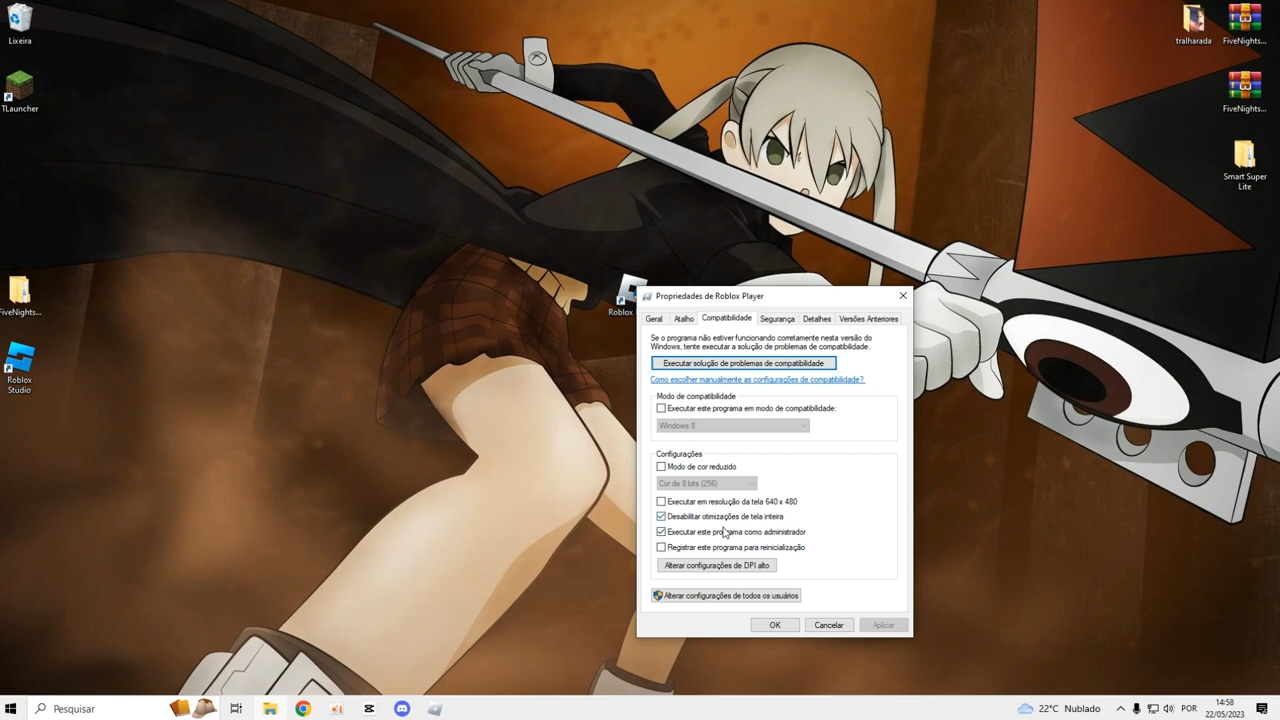 Lixeira
TLauncher
FiveNights...
Roblox
Studio
tralharada
FiveNights...
FiveNights...
Smart Super
Lite
Roblox
Propriedades de Roblox Player
Geral Atalho Compatibilidade Segurança Detalhes Versões Anteriores
Se o programa não estiver funcionando corretamente nesta versão do
Windows, tente executar a solução de problemas de compatibilidade.
Executar solução de problemas de compatibilidade
Como escolher manualmente as configurações de compatibilidade?
Modo de compatibilidade
Executar este programa em modo de compatibilidade:
Windows 8
Configurações
Modo de cor reduzido
Cor de 8 bits (256)
Executar em resolução da tela 640 x 480
Desabilitar otimizações de tela inteira
Executar este programa como administrador
Registrar este programa para reinicialização
Alterar configurações de DPI alto
Alterar configurações de todos os usuários
OK Cancelar Aplicar
Pesquisar
22°C Nublado
POR
14:58
22/05/2023